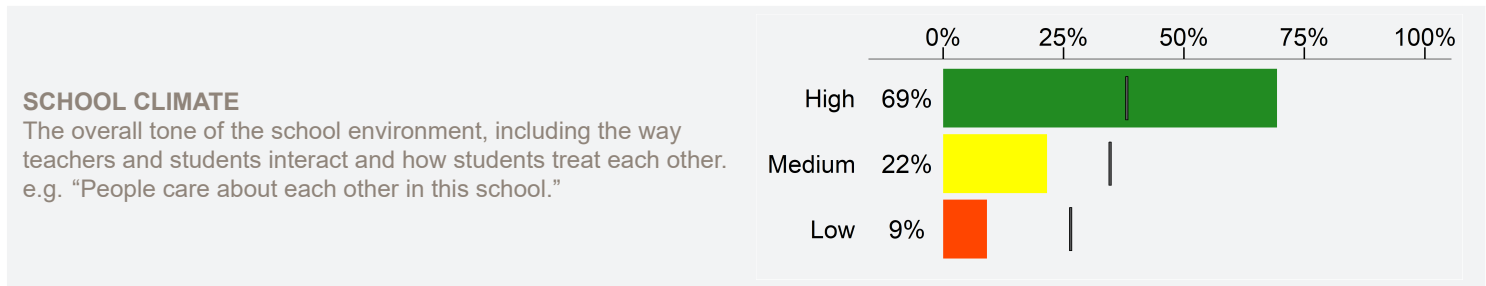 SCHOOL CLIMATE
The overall tone of the school environment, including the way
teachers and students interact and how students treat each other.
e.g. “People care about each other in this school.”
0% 25% 50% 75% 100%
High 69%
Medium 22%
Low 9%